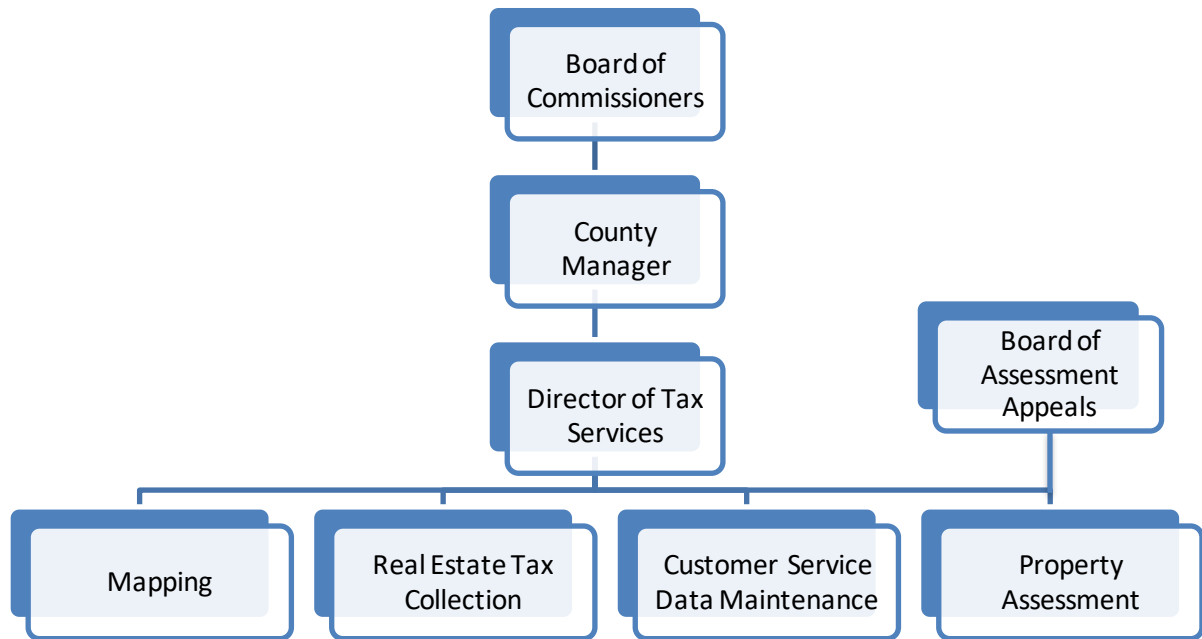 Board of
Commissioners
County
Manager
Board of
Assessment
Appeals
Director of Tax
Services
Mapping
Real Estate Tax
Collection
Customer Service
Data Maintenance
Property
Assessment